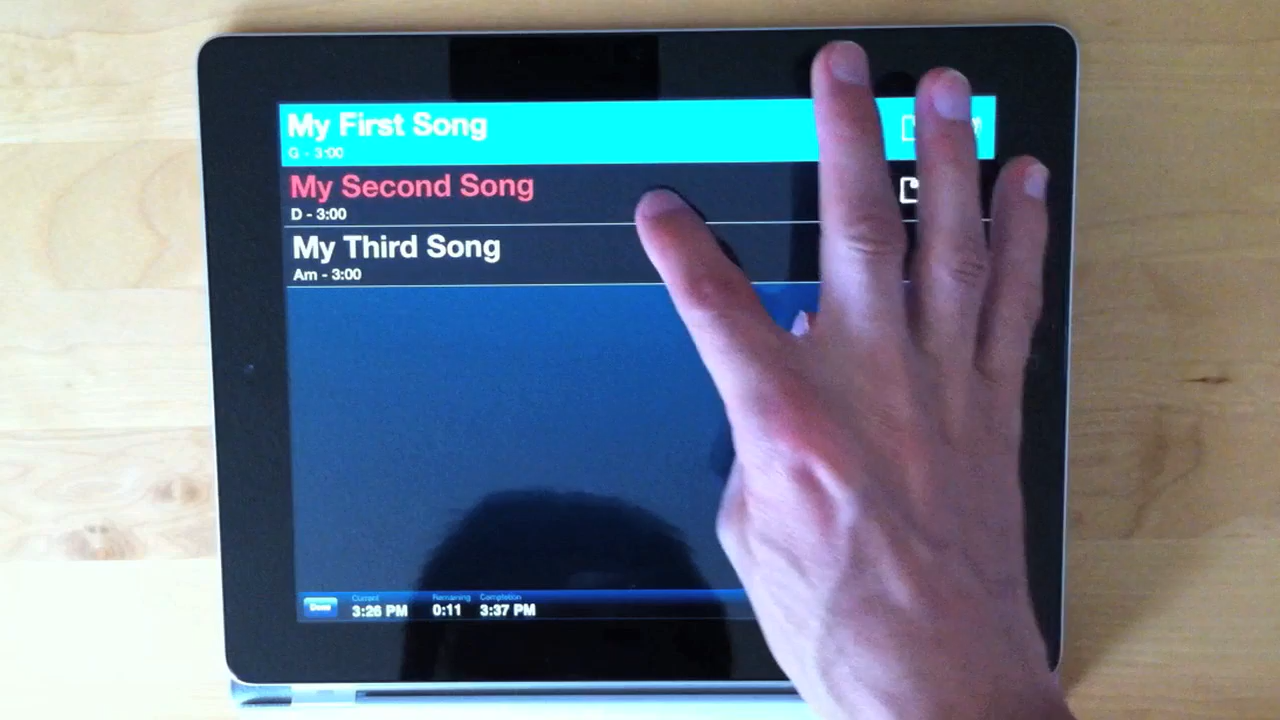 My First Song
G - 3:00
My Second Song
D - 3:00
My Third Song
Am - 3:00
Done
Current Remaining Completion
3:26 PM 0:11 3:37 PM